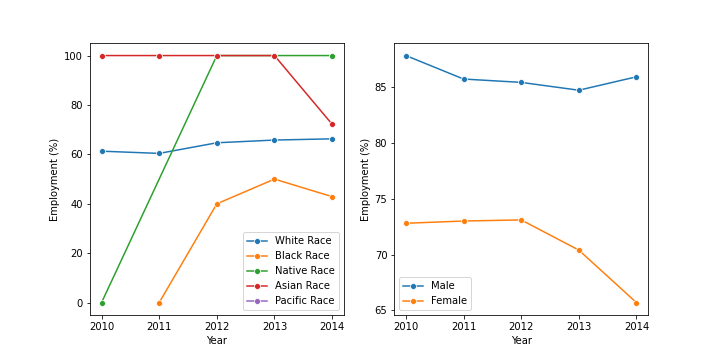 100
80
60
40
20
0
Employment (%)
2010 2011 2012 2013 2014
Year
White Race
Black Race
Native Race
Asian Race
Pacific Race
85
80
75
70
65
Employment (%)
2010 2011 2012 2013 2014
Year
Male
Female